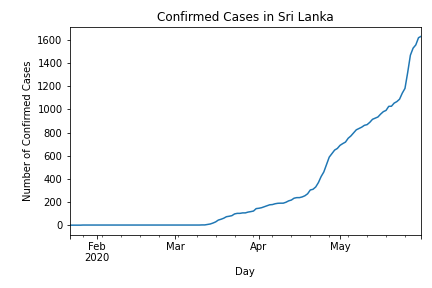 Confirmed Cases in Sri Lanka
Number of Confirmed Cases
1600
1400
1200
1000
800
600
400
200
0
Feb Mar Apr May
2020
Day